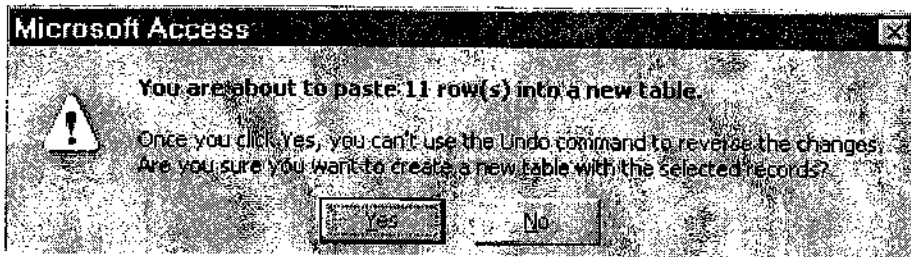 Microsoft Access
You are about to paste 11 row(s) into a new table.
Once you click Yes, you can't use the Undo command to reverse the changes.
Are you sure you want to create a new table with the selected records?
Yes No